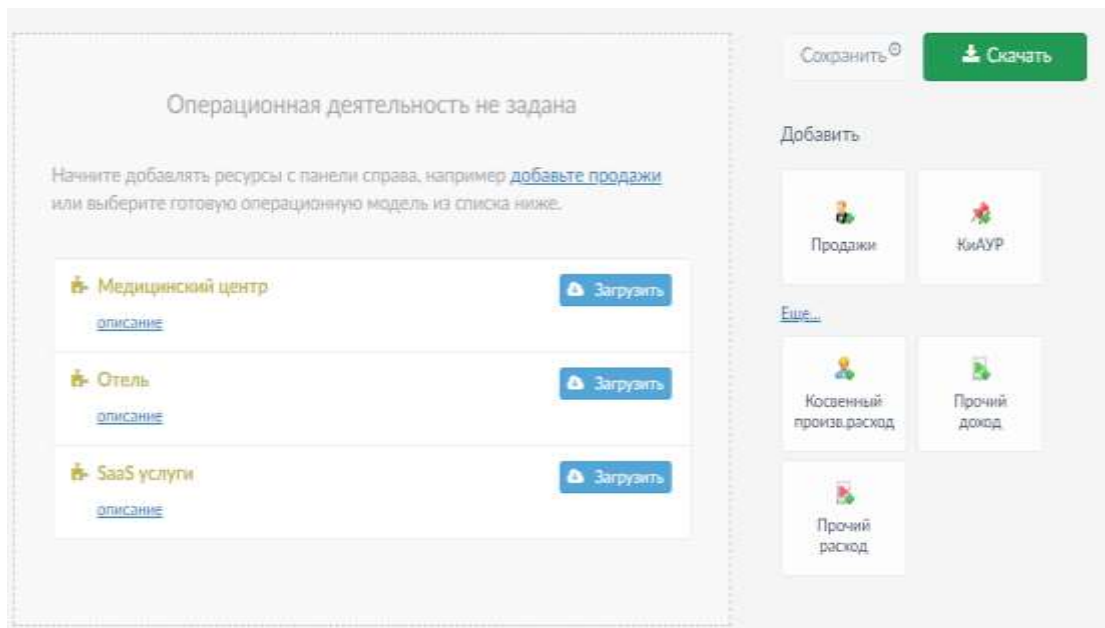 Операционная деятельность не задана
Начните добавлять ресурсы с панели справа, например добавьте продажи
или выберите готовую операционную модель из списка ниже.
Медицинский центр
Загрузить
описание
Отель
Загрузить
описание
SaaS услуги
Загрузить
описание
Сохранить
Скачать
Добавить
Продажи
КиАУР
Еще...
Косвенный
произв.расход
Прочий
доход
Прочий
расход